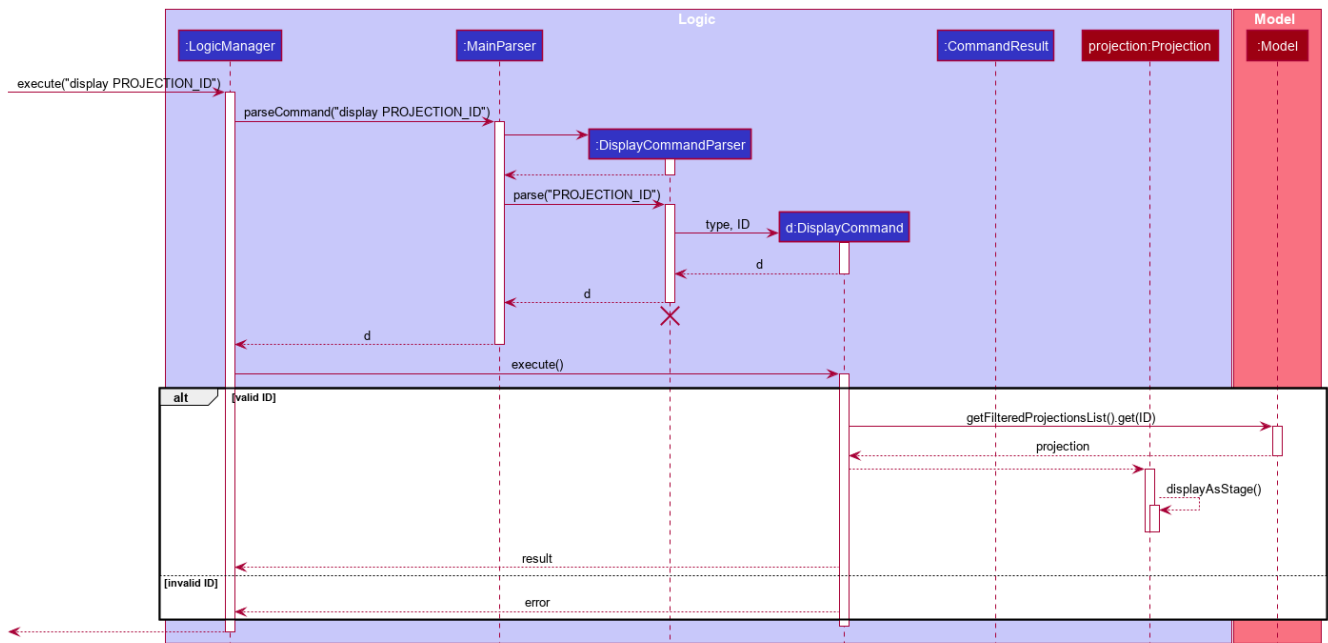 Logic
Model
:LogicManager
:MainParser
:CommandResult
projection:Projection
:Model
execute("display PROJECTION_ID")
parseCommand("display PROJECTION_ID")
:DisplayCommandParser
parse("PROJECTION_ID")
type, ID
d:DisplayCommand
d
d
d
execute()
alt
[valid ID]
getFilteredProjectionsList().get(ID)
projection
displayAsStage()
result
[invalid ID]
error